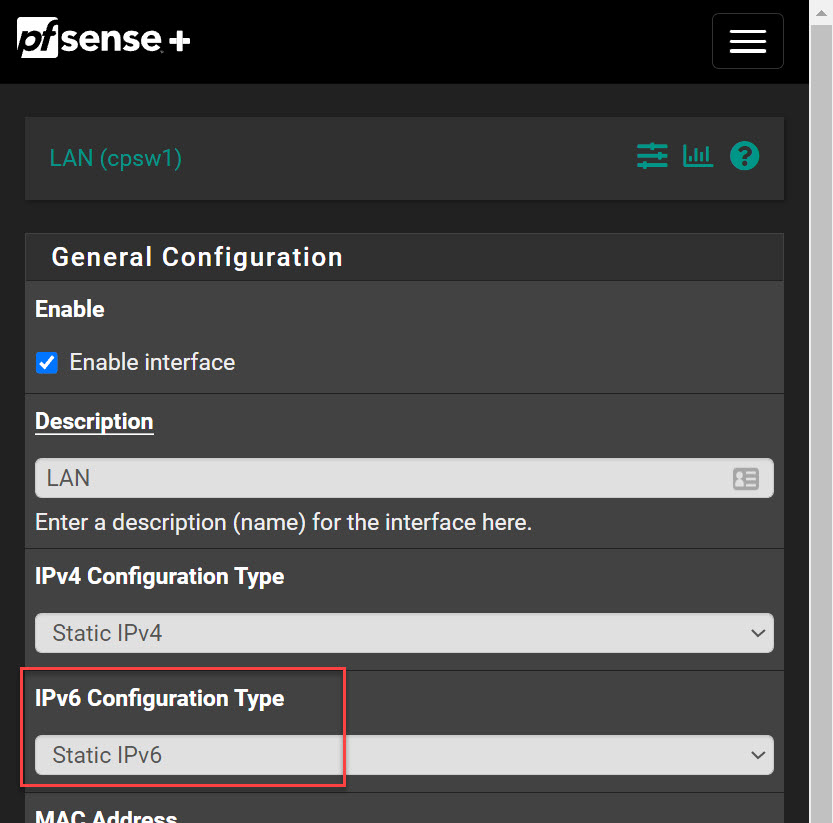 pfsense +
LAN (cpsw1)
General Configuration
Enable
Enable interface
Description
LAN
Enter a description (name) for the interface here.
IPv4 Configuration Type
Static IPv4
IPv6 Configuration Type
Static IPv6
MAC Address